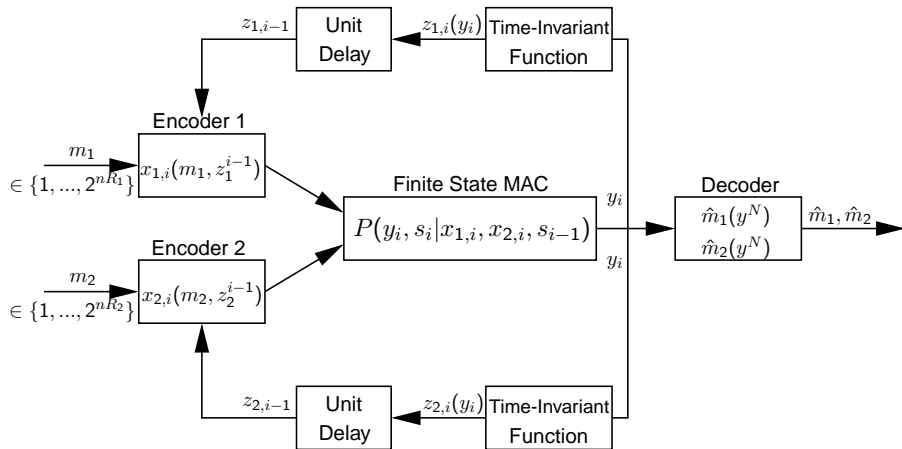 z_{1,i-1}
Unit
Delay
z_{1,i}(y_i)
Time-Invariant
Function
Encoder 1
m_1
∈ {1, ..., 2^{nR_1}}
x_{1,i}(m_1, z_1^{i-1})
Finite State MAC
P(y_i, s_i|x_{1,i}, x_{2,i}, s_{i-1})
y_i
y_i
Decoder
\hat{m}_1(y^N)
\hat{m}_2(y^N)
\hat{m}_1, \hat{m}_2
Encoder 2
m_2
∈ {1, ..., 2^{nR_2}}
x_{2,i}(m_2, z_2^{i-1})
z_{2,i-1}
Unit
Delay
z_{2,i}(y_i)
Time-Invariant
Function